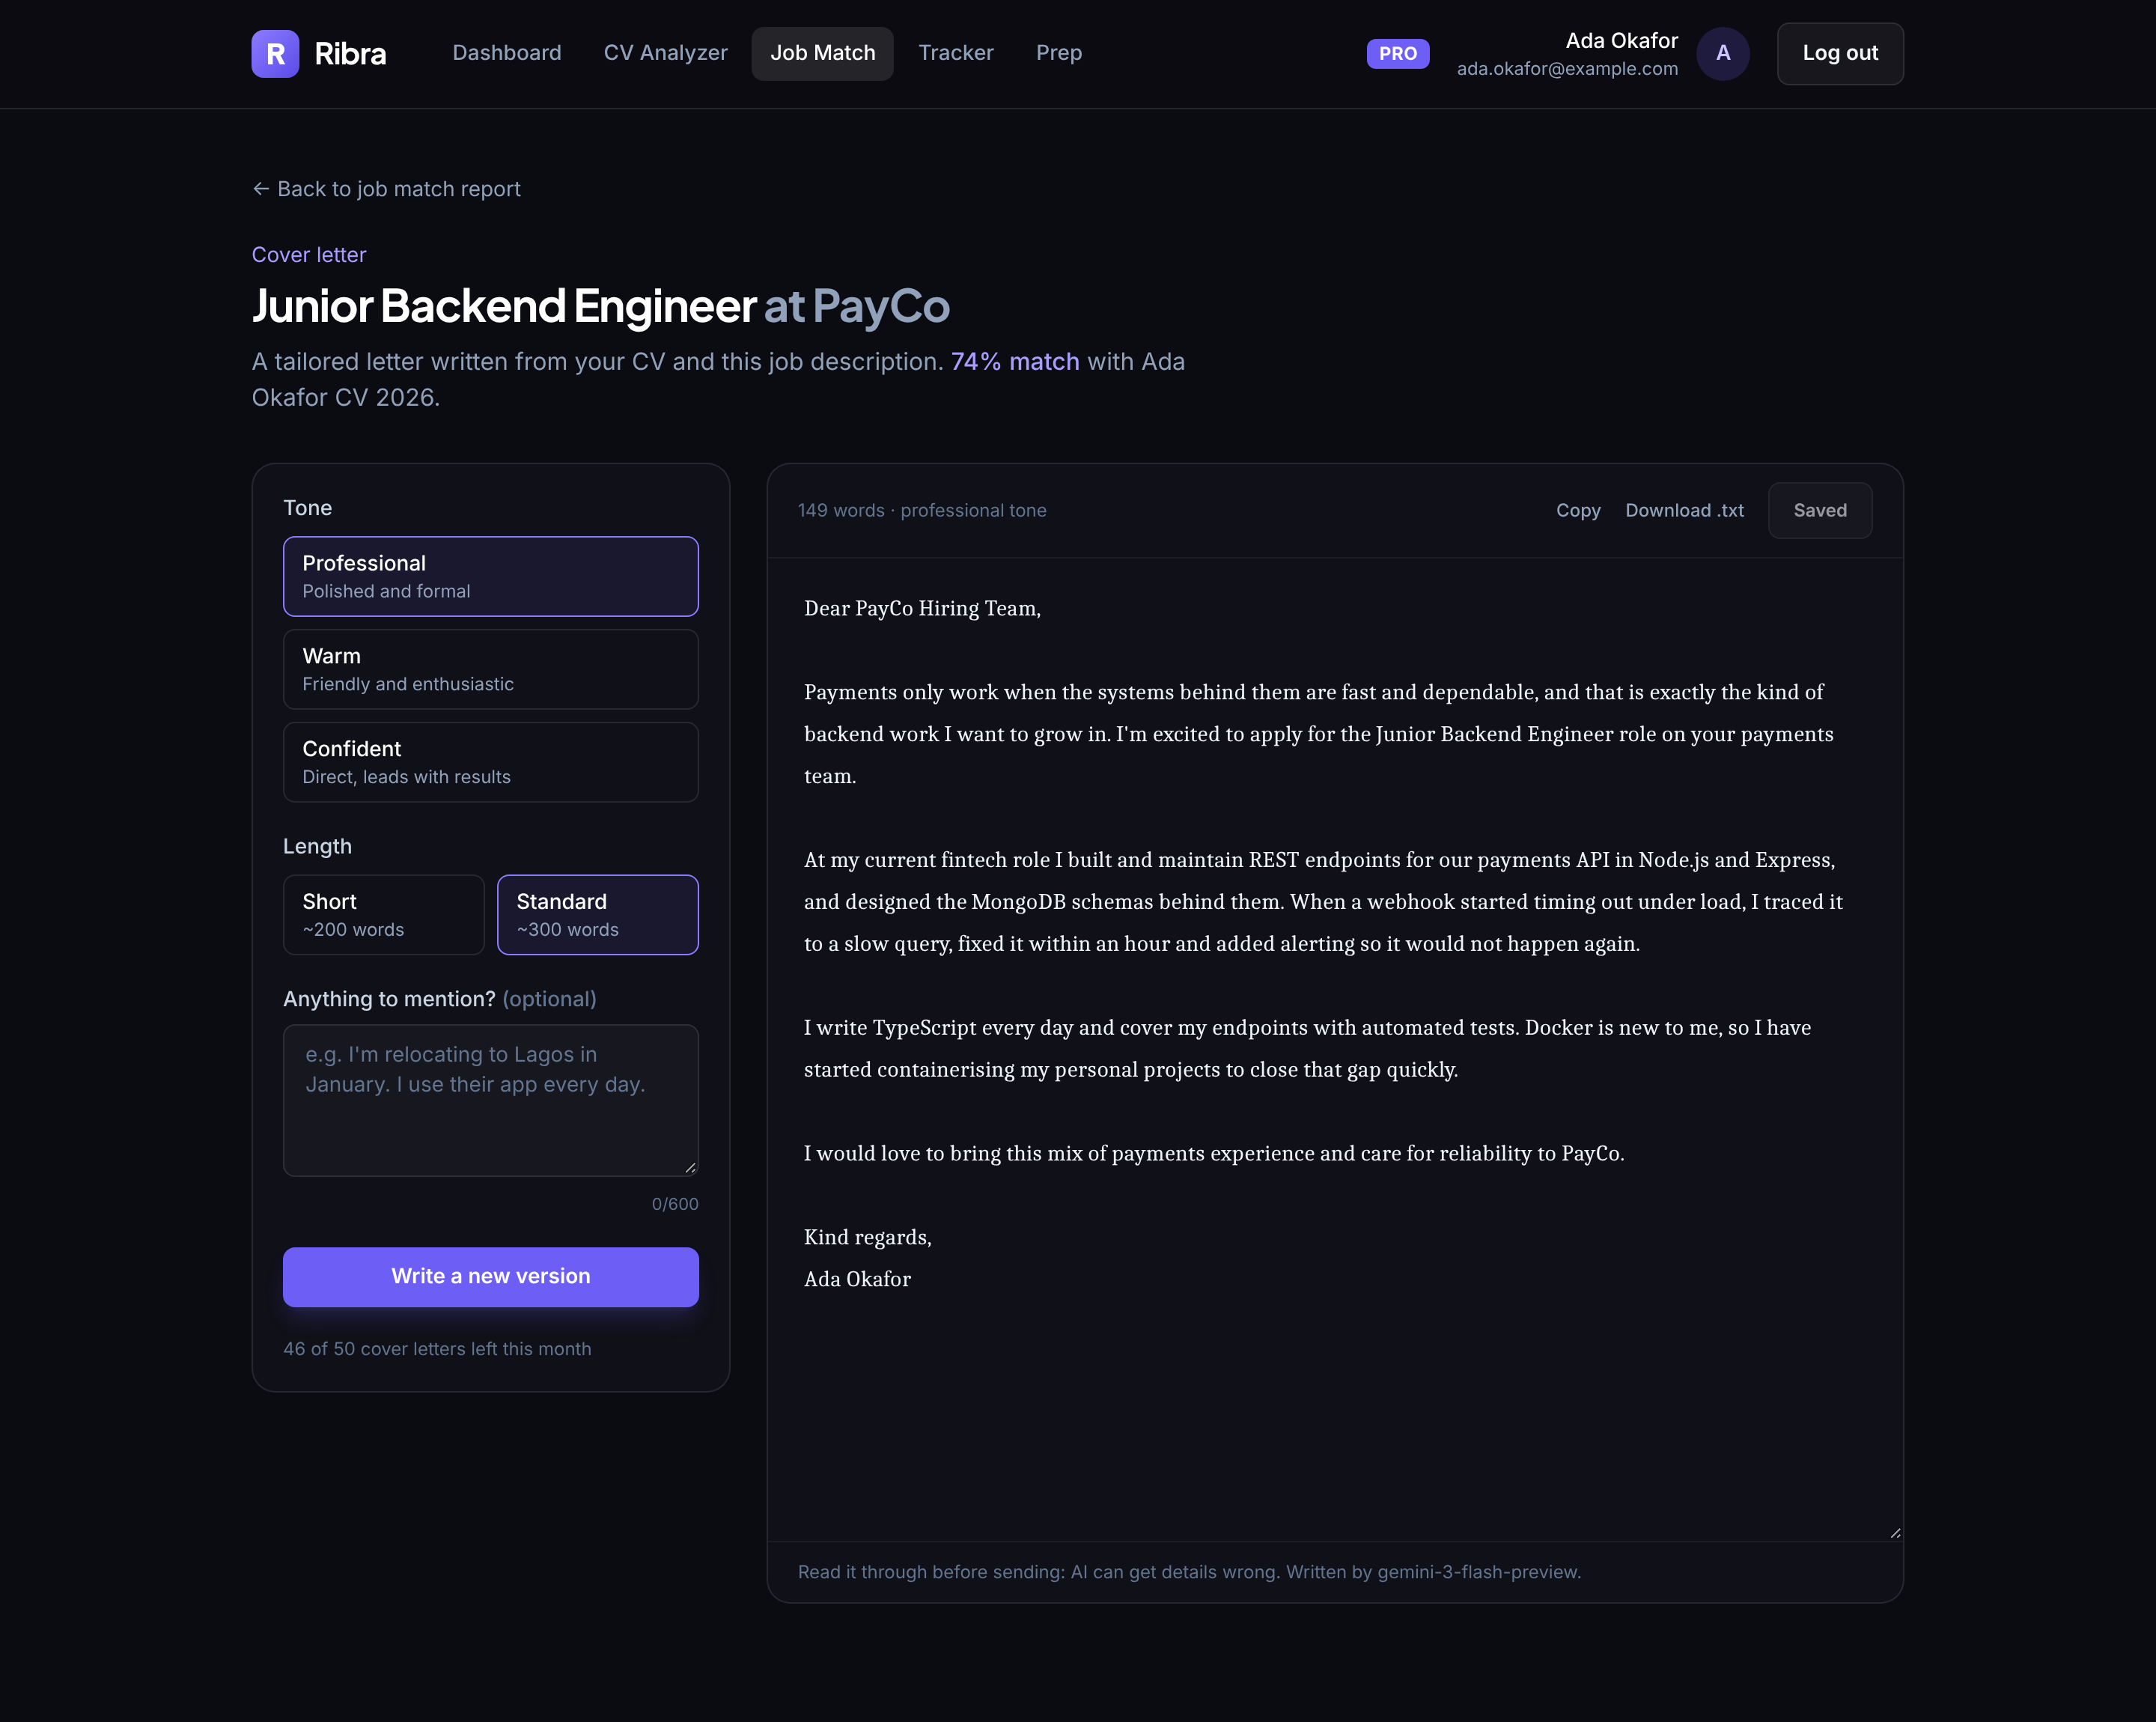 R Ribra Dashboard CV Analyzer Job Match Tracker Prep PRO Ada Okafor A Log out
ada.okafor@example.com
← Back to job match report
Cover letter
Junior Backend Engineer at PayCo
A tailored letter written from your CV and this job description. 74% match with Ada
Okafor CV 2026.
Tone
Professional
Polished and formal
Warm
Friendly and enthusiastic
Confident
Direct, leads with results
Length
Short
~200 words
Standard
~300 words
Anything to mention? (optional)
e.g. I'm relocating to Lagos in
January. I use their app every day.
0/600
Write a new version
46 of 50 cover letters left this month
149 words · professional tone Copy Download .txt Saved
Dear PayCo Hiring Team,
Payments only work when the systems behind them are fast and dependable, and that is exactly the kind of
backend work I want to grow in. I'm excited to apply for the Junior Backend Engineer role on your payments
team.
At my current fintech role I built and maintain REST endpoints for our payments API in Node.js and Express,
and designed the MongoDB schemas behind them. When a webhook started timing out under load, I traced it
to a slow query, fixed it within an hour and added alerting so it would not happen again.
I write TypeScript every day and cover my endpoints with automated tests. Docker is new to me, so I have
started containerising my personal projects to close that gap quickly.
I would love to bring this mix of payments experience and care for reliability to PayCo.
Kind regards,
Ada Okafor
Read it through before sending: AI can get details wrong. Written by gemini-3-flash-preview.